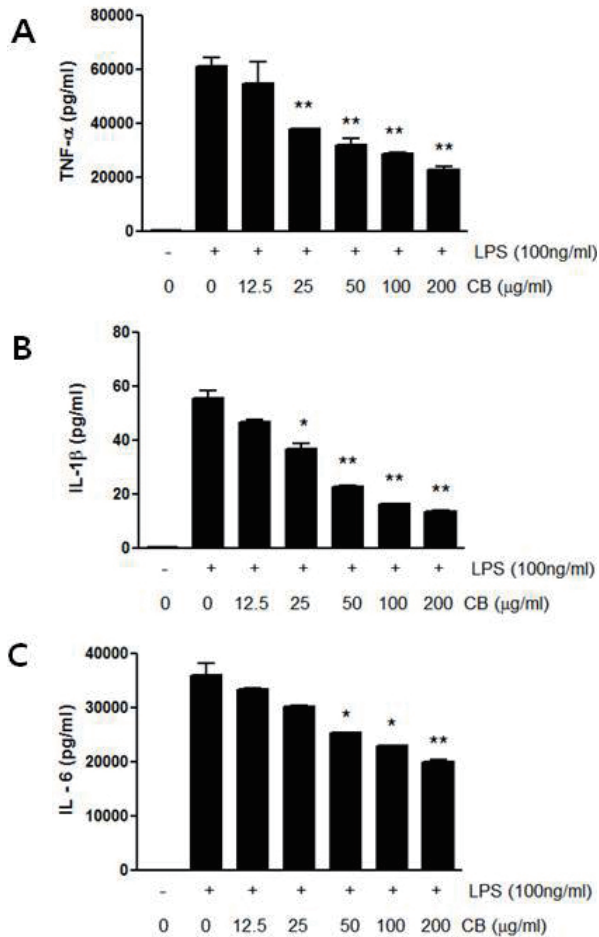 A
TNF-α (pg/ml)
80000
60000
40000
20000
0
** ** ** **
- + + + + + + LPS (100ng/ml)
0 0 12.5 25 50 100 200 CB (μg/ml)
B
IL-1β (pg/ml)
80
60
40
20
0
* ** ** **
- + + + + + + LPS (100ng/ml)
0 0 12.5 25 50 100 200 CB (μg/ml)
C
IL - 6 (pg/ml)
40000
30000
20000
10000
0
* * **
- + + + + + + LPS (100ng/ml)
0 0 12.5 25 50 100 200 CB (μg/ml)